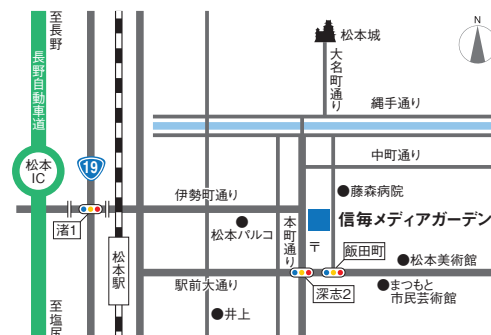 至長野
長野自動車道
松本
IC
19
渚1
至塩尻
松本駅
松本城
大名町通り
N
縄手通り
中町通り
伊勢町通り
藤森病院
信毎メディアガーデン
松本パルコ
本町通り
〒
飯田町
松本美術館
駅前大通り
深志2
まつもと
市民芸術館
井上